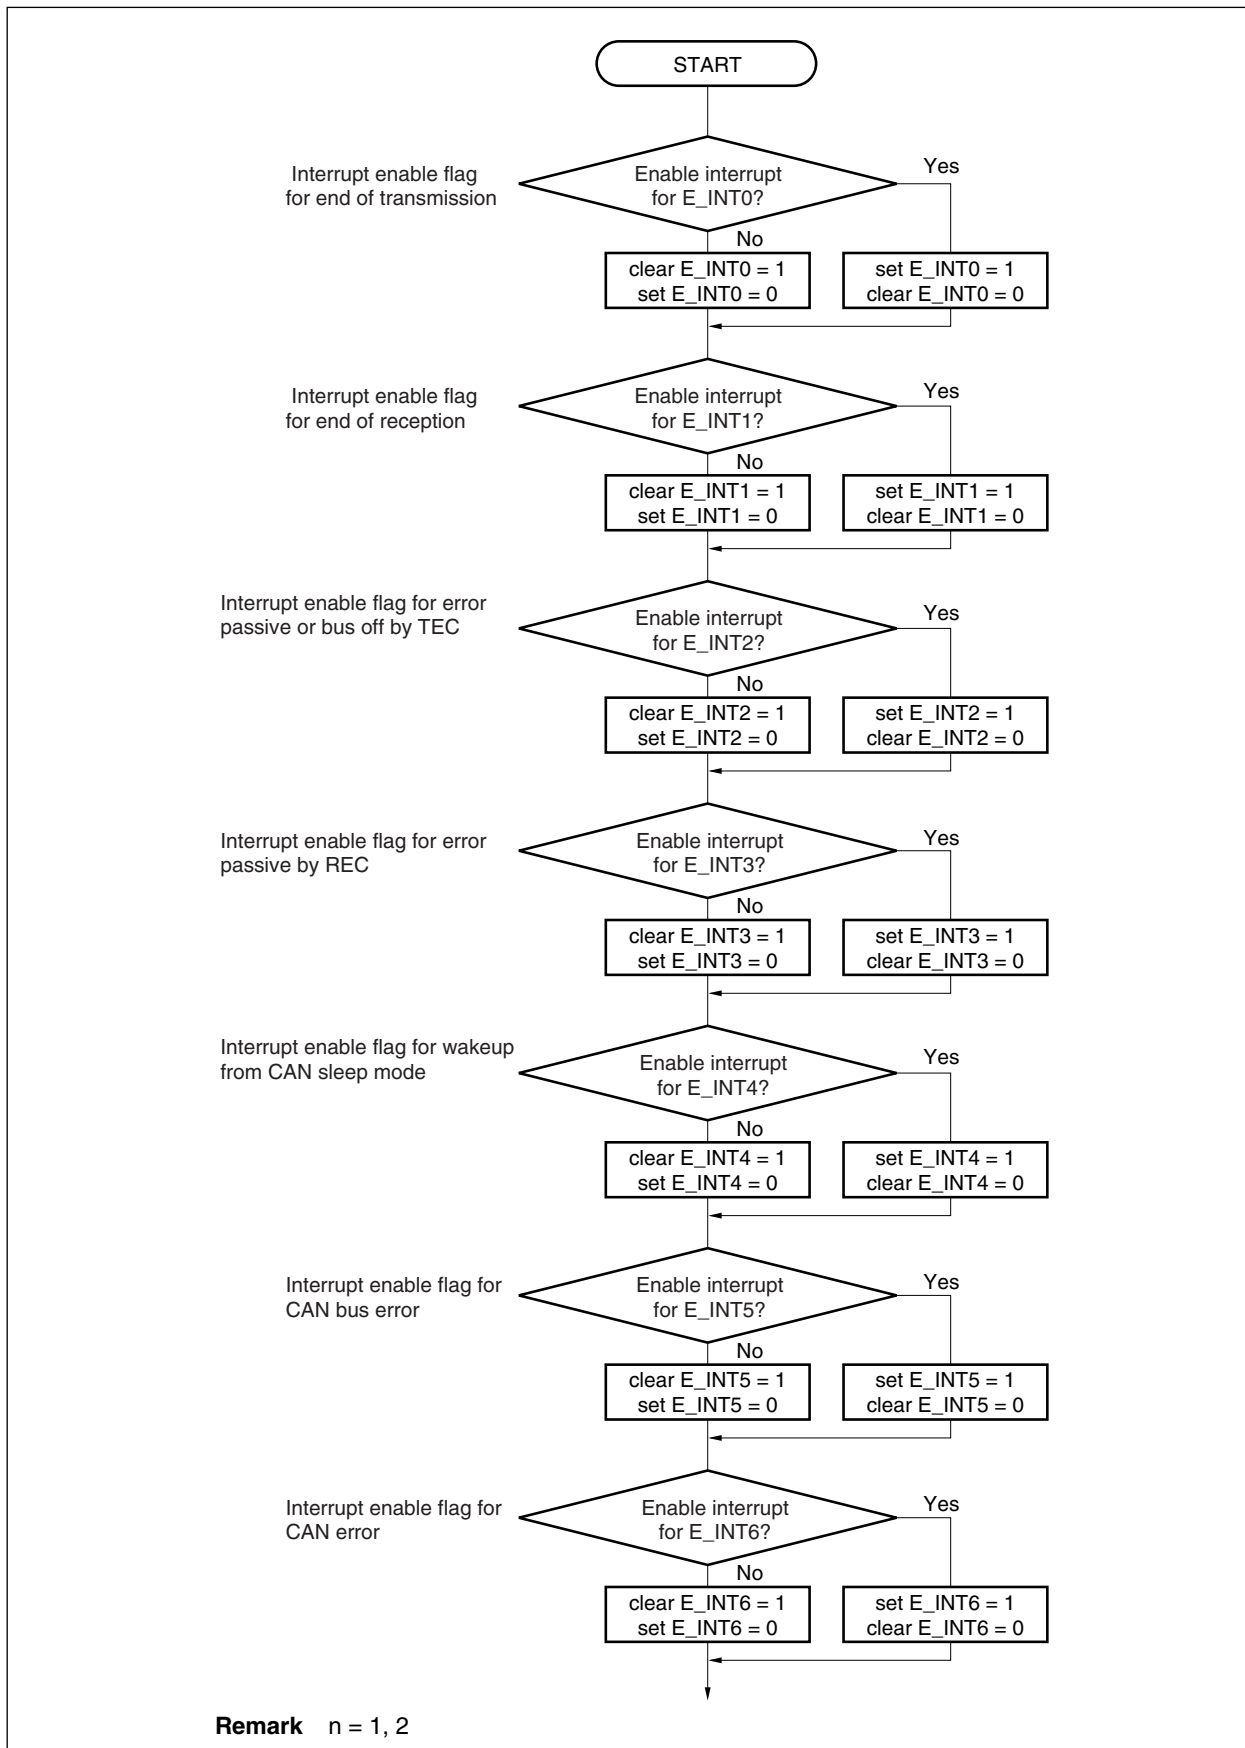 START
Interrupt enable flag
for end of transmission
Enable interrupt
for E_INT0?
Yes
No
clear E_INT0 = 1
set E_INT0 = 0
set E_INT0 = 1
clear E_INT0 = 0
Interrupt enable flag
for end of reception
Enable interrupt
for E_INT1?
Yes
No
clear E_INT1 = 1
set E_INT1 = 0
set E_INT1 = 1
clear E_INT1 = 0
Interrupt enable flag for error
passive or bus off by TEC
Enable interrupt
for E_INT2?
Yes
No
clear E_INT2 = 1
set E_INT2 = 0
set E_INT2 = 1
clear E_INT2 = 0
Interrupt enable flag for error
passive by REC
Enable interrupt
for E_INT3?
Yes
No
clear E_INT3 = 1
set E_INT3 = 0
set E_INT3 = 1
clear E_INT3 = 0
Interrupt enable flag for wakeup
from CAN sleep mode
Enable interrupt
for E_INT4?
Yes
No
clear E_INT4 = 1
set E_INT4 = 0
set E_INT4 = 1
clear E_INT4 = 0
Interrupt enable flag for
CAN bus error
Enable interrupt
for E_INT5?
Yes
No
clear E_INT5 = 1
set E_INT5 = 0
set E_INT5 = 1
clear E_INT5 = 0
Interrupt enable flag for
CAN error
Enable interrupt
for E_INT6?
Yes
No
clear E_INT6 = 1
set E_INT6 = 0
set E_INT6 = 1
clear E_INT6 = 0
Remark n = 1, 2